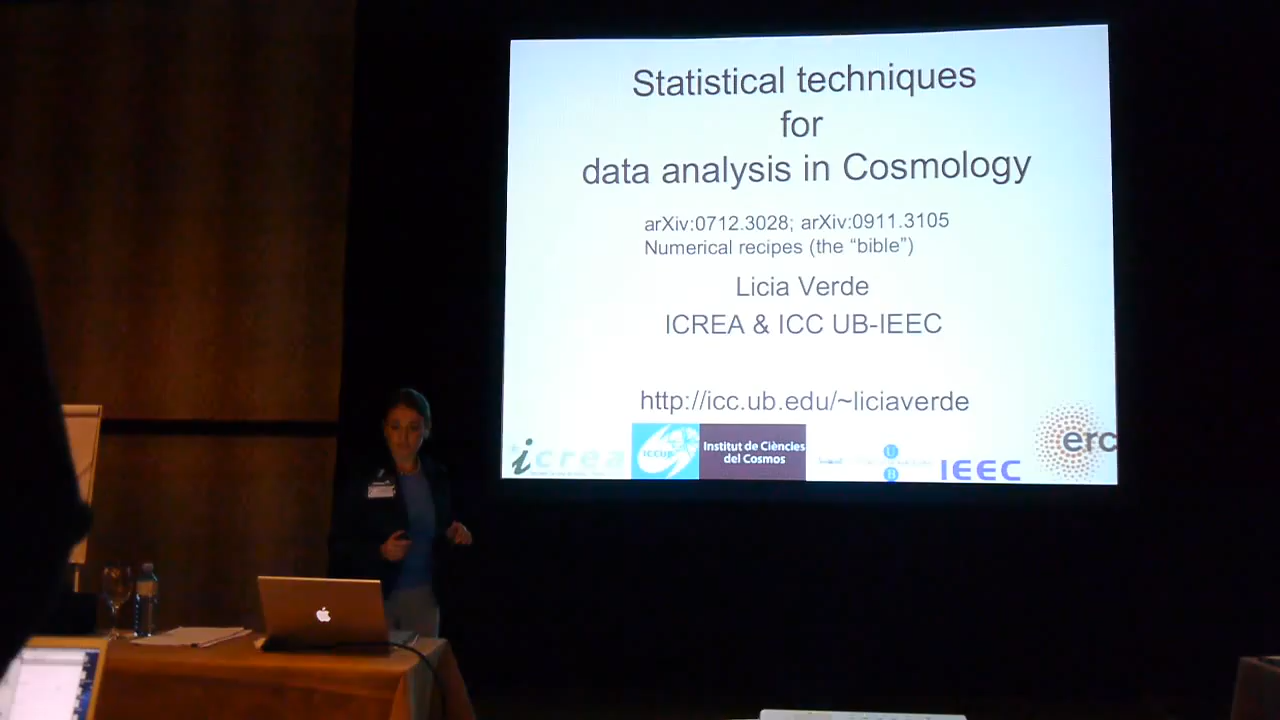 Statistical techniques
for
data analysis in Cosmology
arXiv:0712.3028; arXiv:0911.3105
Numerical recipes (the “bible”)
Licia Verde
ICREA & ICC UB-IEEC
http://icc.ub.edu/~liciaverde
icrea
ICCUB
Institut de Ciències
del Cosmos
U
B
IEEC
erc